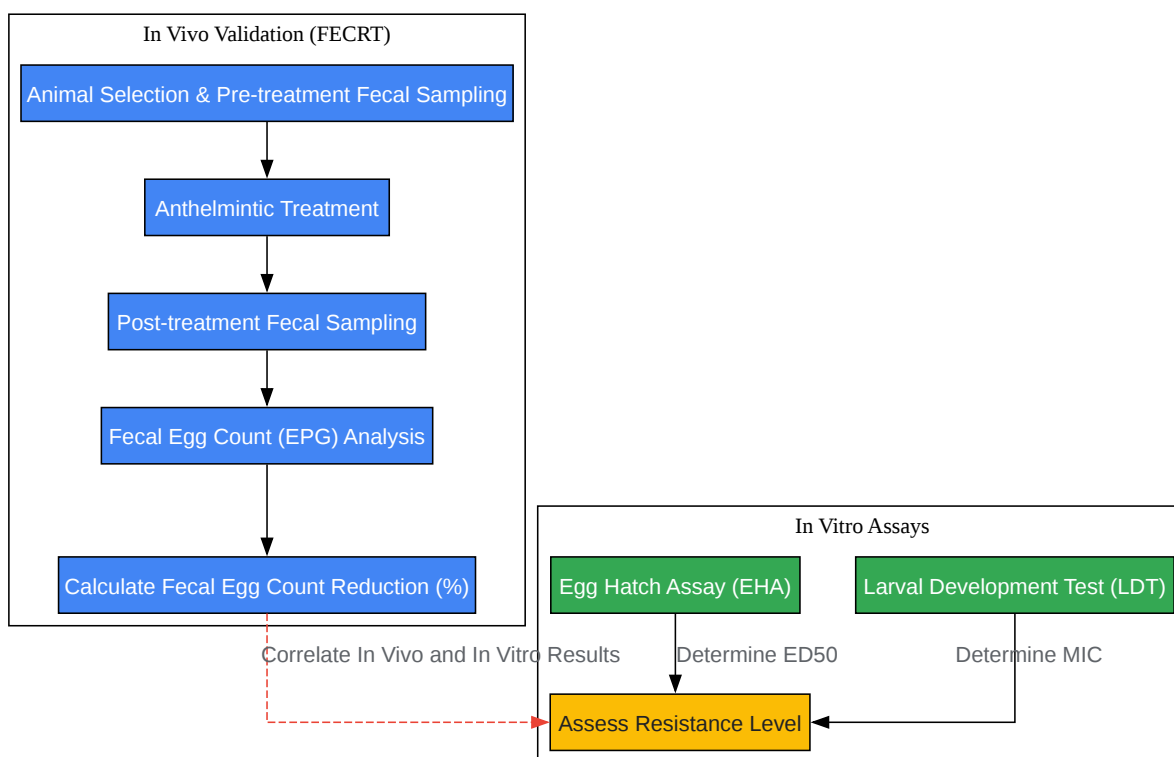 In Vivo Validation (FECRT)
Animal Selection & Pre-treatment Fecal Sampling
Anthelmintic Treatment
Post-treatment Fecal Sampling
Fecal Egg Count (EPG) Analysis
Calculate Fecal Egg Count Reduction (%)
In Vitro Assays
Egg Hatch Assay (EHA)
Larval Development Test (LDT)
Correlate In Vivo and In Vitro Results
Determine ED50
Determine MIC
Assess Resistance Level